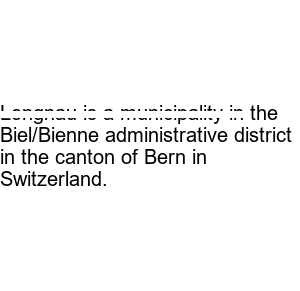 Lengnau is a municipality in the
Biel/Bienne administrative district
in the canton of Bern in
Switzerland.